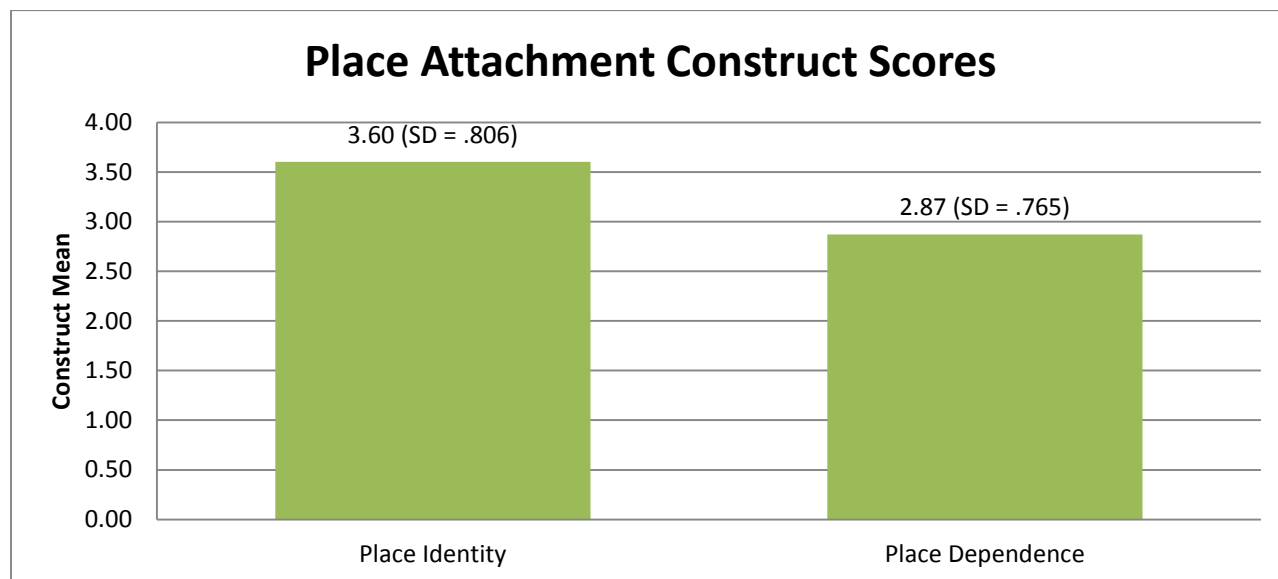 Place Attachment Construct Scores
Construct Mean
4.00
3.50
3.00
2.50
2.00
1.50
1.00
0.50
0.00
3.60 (SD = .806)
2.87 (SD = .765)
Place Identity
Place Dependence